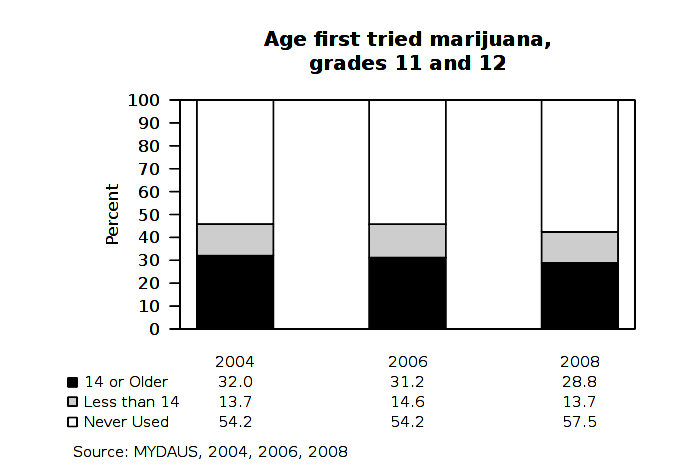 Age first tried marijuana,
grades 11 and 12
100
90
80
70
60
50
40
30
20
10
0
Percent
2004 2006 2008
14 or Older 32.0 31.2 28.8
Less than 14 13.7 14.6 13.7
Never Used 54.2 54.2 57.5
Source: MYDAUS, 2004, 2006, 2008